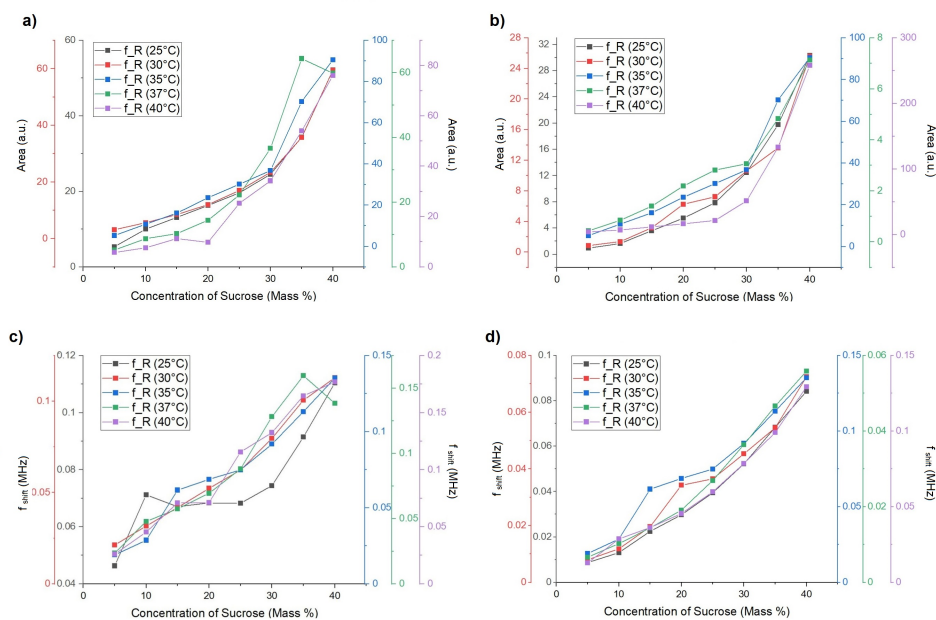 a)
f_R (25°C)
f_R (30°C)
f_R (35°C)
f_R (37°C)
f_R (40°C)
Area (a.u.)
Area (a.u.)
60
40
20
0
60
40
20
0
100
80
60
40
20
0
60
40
20
0
80
60
40
20
0
0 10 20 30 40
Concentration of Sucrose (Mass %)
b)
f_R (25°C)
f_R (30°C)
f_R (35°C)
f_R (37°C)
f_R (40°C)
Area (a.u.)
Area (a.u.)
28
24
20
16
12
8
4
0
32
28
24
20
16
12
8
4
0
100
80
60
40
20
0
8
6
4
2
0
300
200
100
0
0 10 20 30 40
Concentration of Sucrose (Mass %)
c)
f_R (25°C)
f_R (30°C)
f_R (35°C)
f_R (37°C)
f_R (40°C)
f shift (MHz)
f shift (MHz)
0.1
0.05
0
0.12
0.1
0.08
0.06
0.04
0.15
0.1
0.05
0
0.15
0.1
0.05
0
0.2
0.15
0.1
0.05
0
0 10 20 30 40
Concentration of Sucrose (Mass %)
d)
f_R (25°C)
f_R (30°C)
f_R (35°C)
f_R (37°C)
f_R (40°C)
f shift (MHz)
f shift (MHz)
0.08
0.06
0.04
0.02
0
0.1
0.08
0.06
0.04
0.02
0
0.15
0.1
0.05
0
0.06
0.04
0.02
0
0.15
0.1
0.05
0
0 10 20 30 40
Concentration of Sucrose (Mass %)